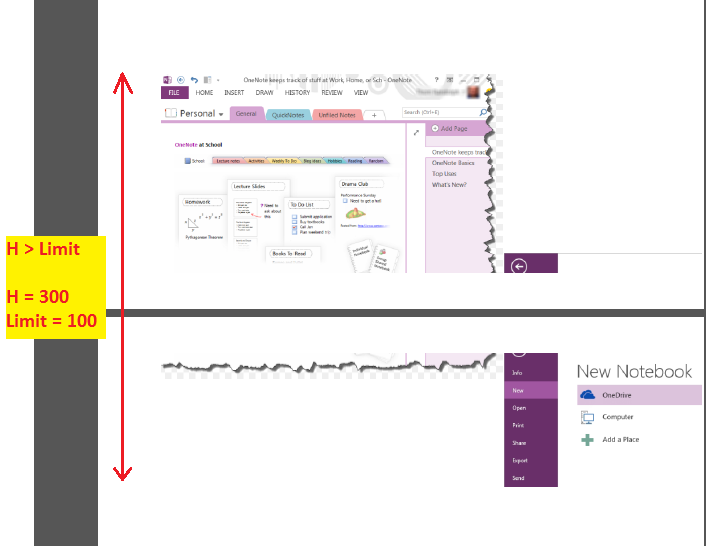 OneNote keeps track of stuff at Work, Home, or Sch - OneNote
FILE HOME INSERT DRAW HISTORY REVIEW VIEW
Personal General QuickNotes Unfiled Notes +
Search (Ctrl+E)
Add Page
OneNote keeps track
OneNote Basics
Top Uses
What's New?
OneNote at School
School Lecture notes Activities Weekly To Do Blog Ideas Hobbies Reading Random
Lecture Slides
Homework
Pythagorean Theorem
? Need to
ask about
this
To Do List
Submit application
Buy textbooks
Call Jen
Plan weekend trip
Drama Club
Performance Sunday
Need to get a bell
Books To Read
H > Limit
H = 300
Limit = 100
Info
New
Open
Print
Share
Export
Send
New Notebook
OneDrive
Computer
Add a Place